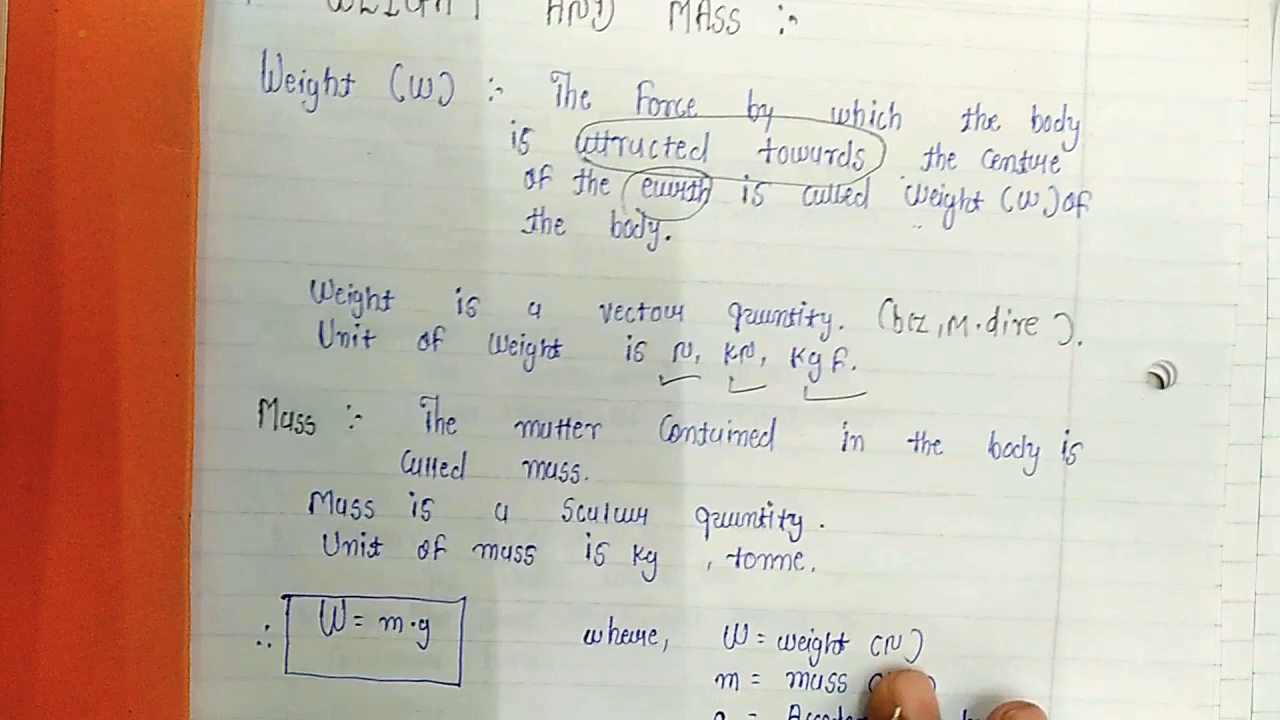 WEIGHT AND MASS :-
Weight (W) :- The Force by which the body
is attracted towards the centre
of the earth is called weight (W) of
the body.
Weight is a vector quantity. (bcz, M. dire ).
Unit of weight is N, KN, Kgf.
Mass :- The matter contained in the body is
called mass.
Mass is a scalar quantity.
Unit of mass is kg , tonne.
∴ W = m·g where, W = weight (N)
m = mass